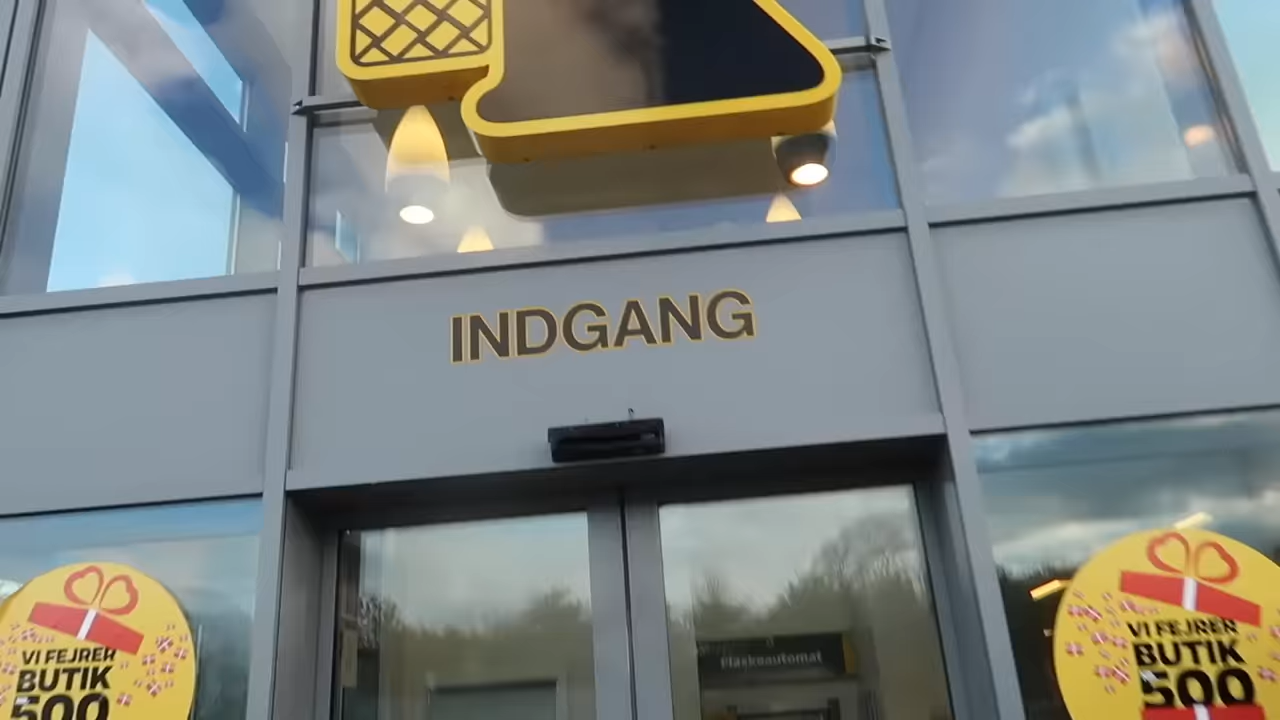 INDGANG
Flaskeautomat
VI FEJRER
BUTIK
500
VI FEJRER
BUTIK
500